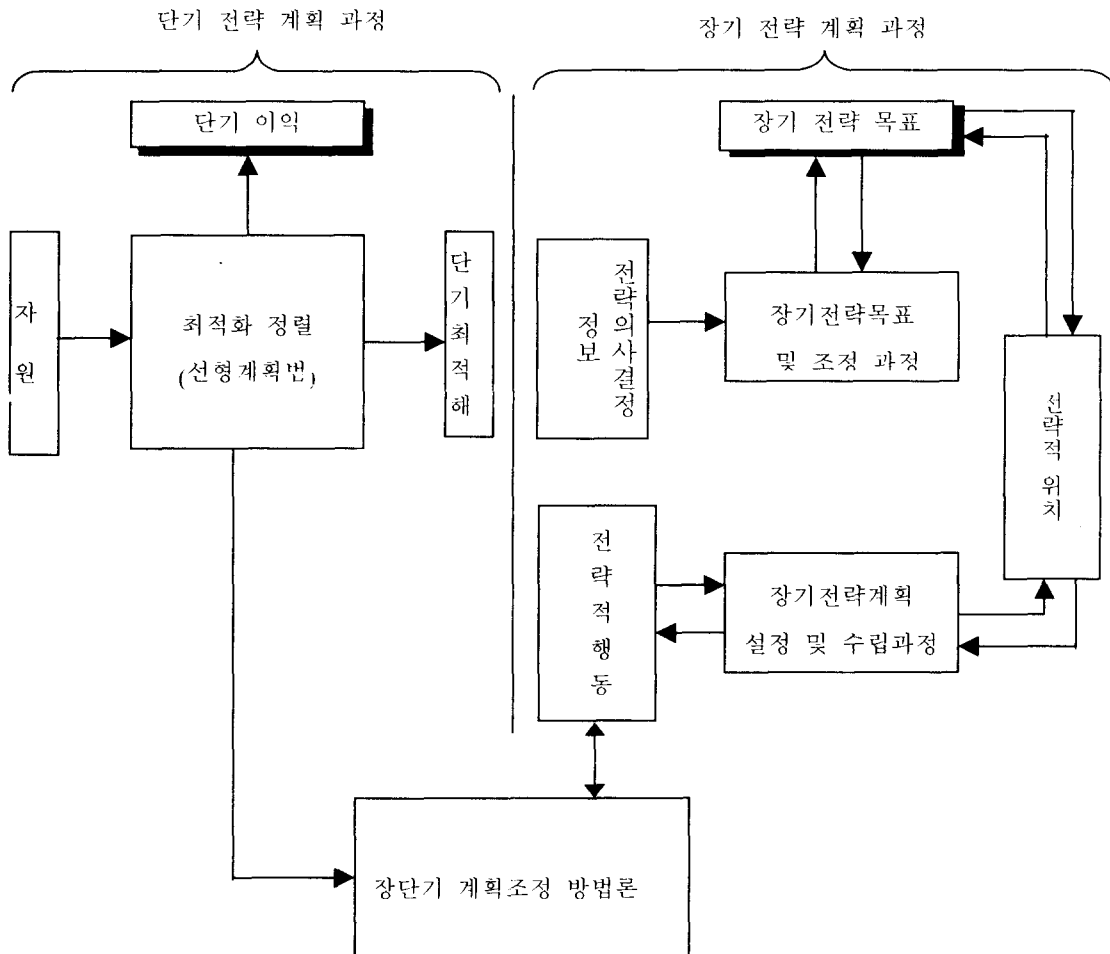 단기 전략 계획 과정
장기 전략 계획 과정
단기 이익
장기 전략 목표
자원
최적화 정렬
(선형계획법)
단기최적해
전략의사결정
정보
장기전략목표
및 조정 과정
전략적 위치
전략적행동
장기전략계획
설정 및 수립과정
장단기 계획조정 방법론